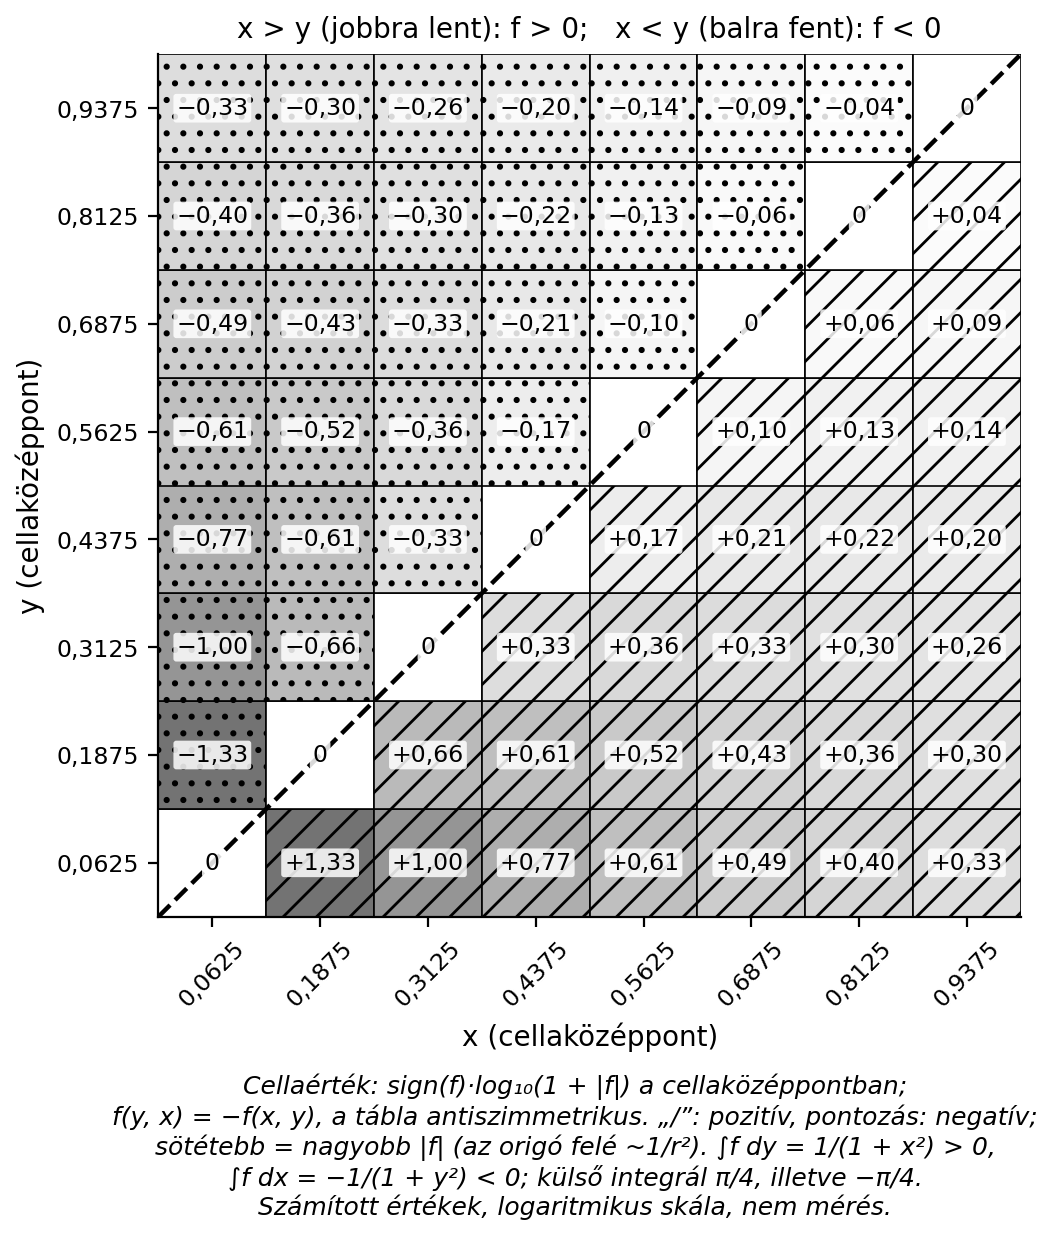 x > y (jobbra lent): f > 0;   x < y (balra fent): f < 0
0,9375 −0,33 −0,30 −0,26 −0,20 −0,14 −0,09 −0,04 0
0,8125 −0,40 −0,36 −0,30 −0,22 −0,13 −0,06 0 +0,04
0,6875 −0,49 −0,43 −0,33 −0,21 −0,10 0 +0,06 +0,09
0,5625 −0,61 −0,52 −0,36 −0,17 0 +0,10 +0,13 +0,14
0,4375 −0,77 −0,61 −0,33 0 +0,17 +0,21 +0,22 +0,20
0,3125 −1,00 −0,66 0 +0,33 +0,36 +0,33 +0,30 +0,26
0,1875 −1,33 0 +0,66 +0,61 +0,52 +0,43 +0,36 +0,30
0,0625 0 +1,33 +1,00 +0,77 +0,61 +0,49 +0,40 +0,33
y (cellaközéppont)
0,0625 0,1875 0,3125 0,4375 0,5625 0,6875 0,8125 0,9375
x (cellaközéppont)
Cellaérték: sign(f)·log₁₀(1 + |f|) a cellaközéppontban;
f(y, x) = −f(x, y), a tábla antiszimmetrikus. „/”: pozitív, pontozás: negatív;
sötétebb = nagyobb |f| (az origó felé ~1/r²). ∫f dy = 1/(1 + x²) > 0,
∫f dx = −1/(1 + y²) < 0; külső integrál π/4, illetve −π/4.
Számított értékek, logaritmikus skála, nem mérés.